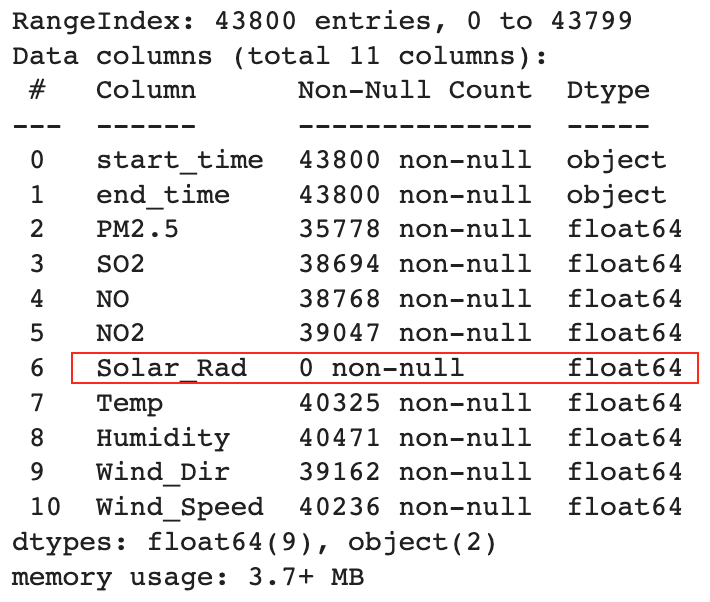 RangeIndex: 43800 entries, 0 to 43799
Data columns (total 11 columns):
 #   Column      Non-Null Count  Dtype
---  ------      --------------  -----
 0   start_time  43800 non-null  object
 1   end_time    43800 non-null  object
 2   PM2.5       35778 non-null  float64
 3   SO2         38694 non-null  float64
 4   NO          38768 non-null  float64
 5   NO2         39047 non-null  float64
 6   Solar_Rad   0 non-null      float64
 7   Temp        40325 non-null  float64
 8   Humidity    40471 non-null  float64
 9   Wind_Dir    39162 non-null  float64
 10  Wind_Speed  40236 non-null  float64
dtypes: float64(9), object(2)
memory usage: 3.7+ MB